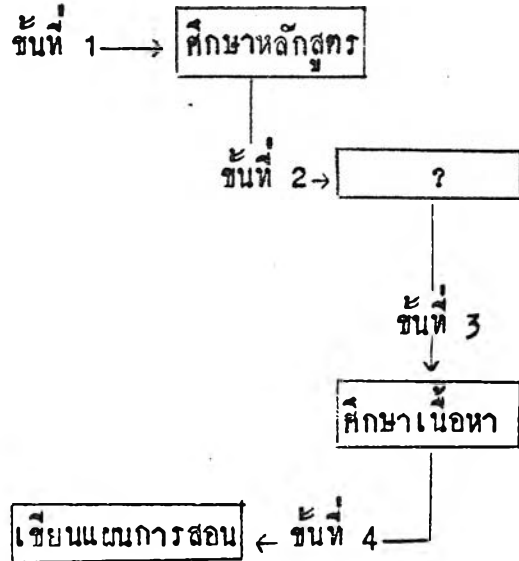 ขั้นที่ 1 ศึกษาหลักสูตร
ขั้นที่ 2 ?
ขั้นที่ 3
ศึกษาเนื้อหา
เขียนแผนการสอน ขั้นที่ 4